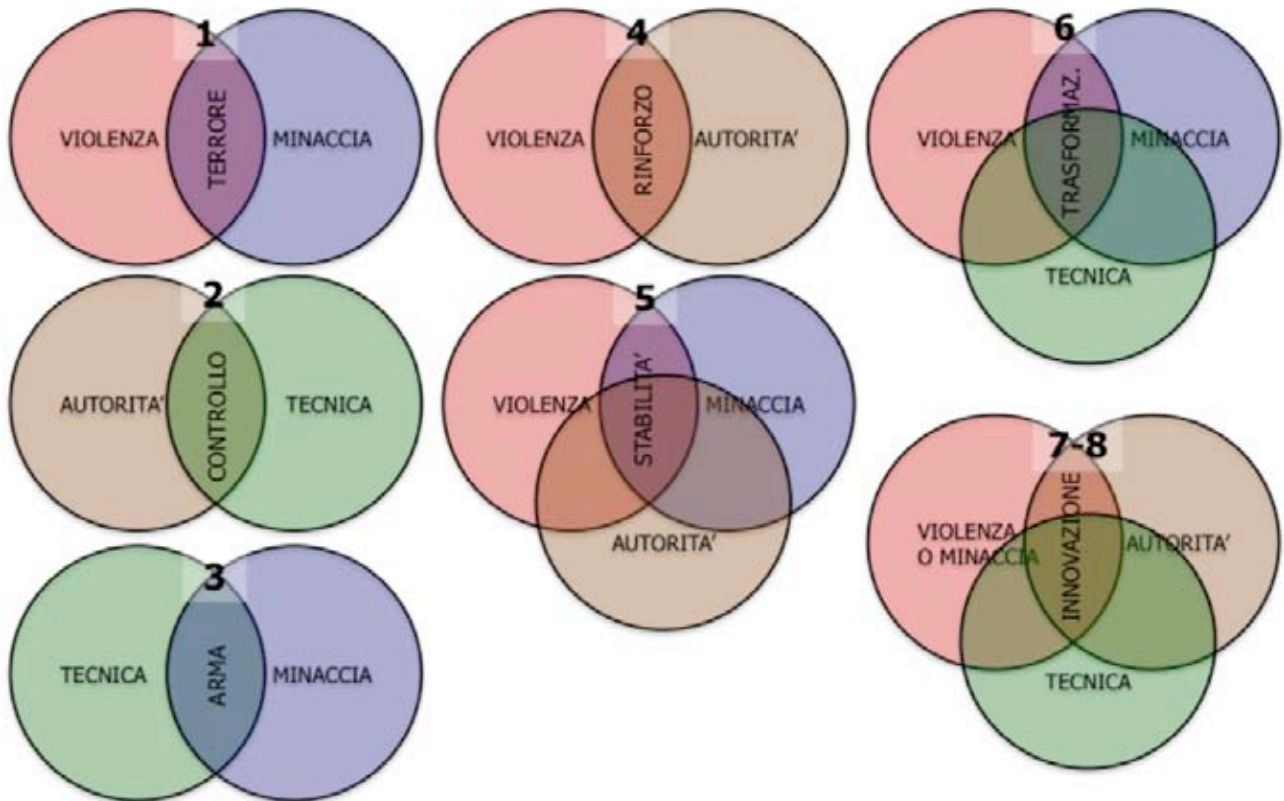 1
VIOLENZA
TERRORE
MINACCIA
2
AUTORITA’
CONTROLLO
TECNICA
3
TECNICA
ARMA
MINACCIA
4
VIOLENZA
RINFORZO
AUTORITA’
5
VIOLENZA
STABILITA’
MINACCIA
AUTORITA’
6
VIOLENZA
TRASFORMAZ.
MINACCIA
TECNICA
7-8
VIOLENZA
O MINACCIA
INNOVAZIONE
AUTORITA’
TECNICA